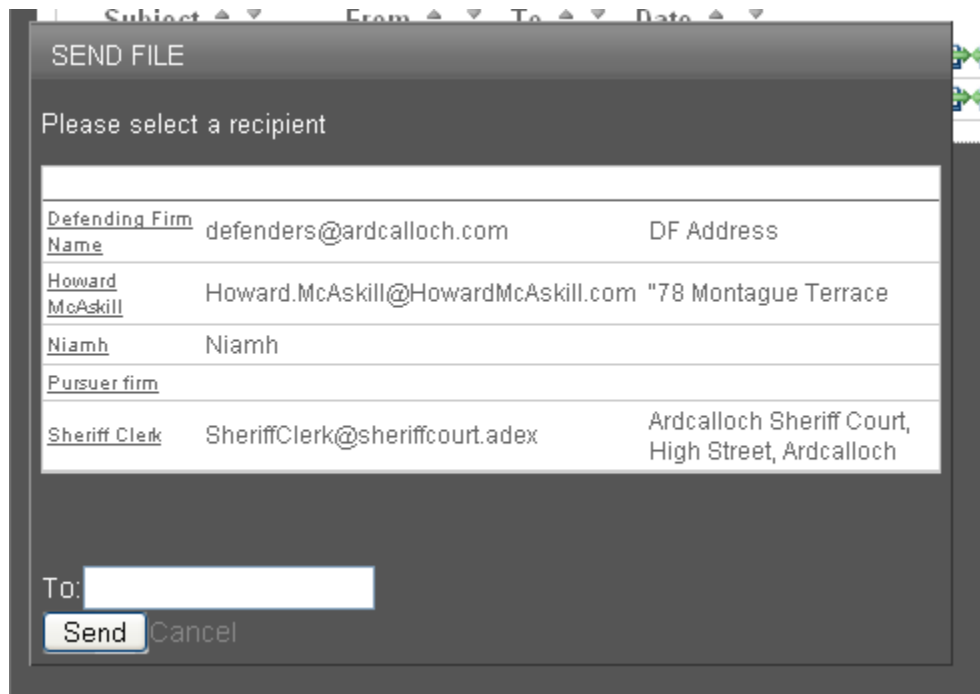 Subject From To Date
SEND FILE
Please select a recipient
Defending Firm
Name
defenders@ardcalloch.com
DF Address
Howard
McAskill
Howard.McAskill@HowardMcAskill.com
"78 Montague Terrace
Niamh
Niamh
Pursuer firm
Sheriff Clerk
SheriffClerk@sheriffcourt.adex
Ardcalloch Sheriff Court,
High Street, Ardcalloch
To:
Send Cancel